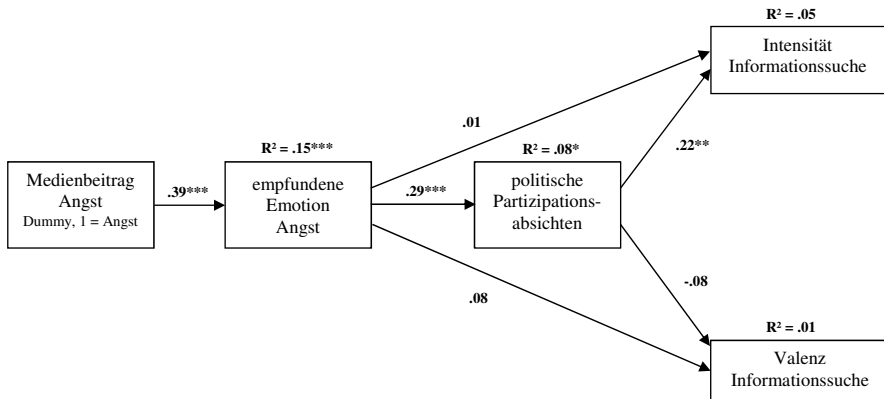 R² = .05
Intensität
Informationssuche
.01
R² = .15***
R² = .08*
.22**
Medienbeitrag
Angst
Dummy, 1 = Angst
.39***
empfundene
Emotion
Angst
.29***
politische
Partizipations-
absichten
.08
-.08
R² = .01
Valenz
Informationssuche